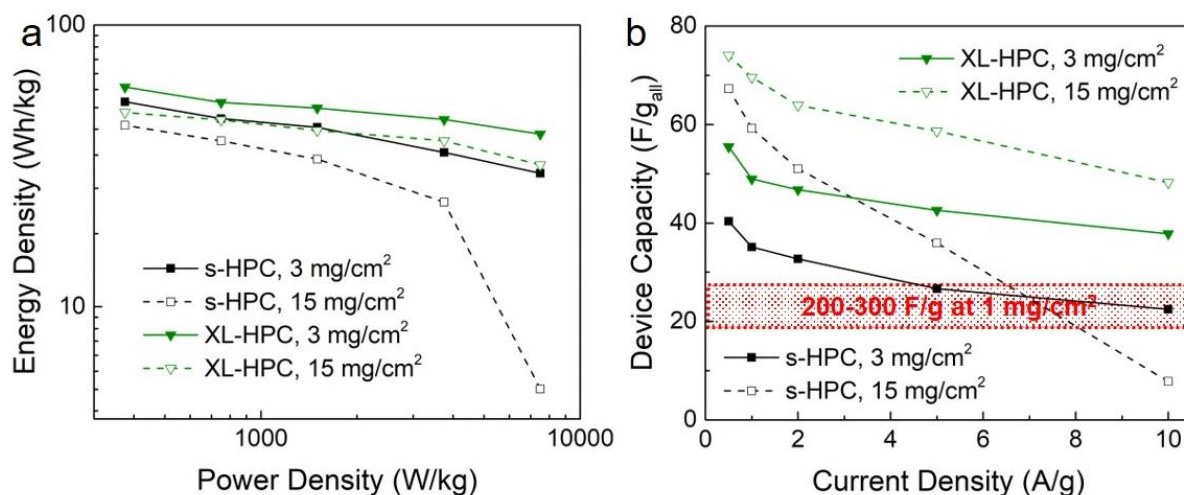 a
100
10
Energy Density (Wh/kg)
s-HPC, 3 mg/cm²
s-HPC, 15 mg/cm²
XL-HPC, 3 mg/cm²
XL-HPC, 15 mg/cm²
1000
10000
Power Density (W/kg)
b
80
60
40
20
0
Device Capacity (F/g_all)
XL-HPC, 3 mg/cm²
XL-HPC, 15 mg/cm²
200-300 F/g at 1 mg/cm²
s-HPC, 3 mg/cm²
s-HPC, 15 mg/cm²
0 2 4 6 8 10
Current Density (A/g)